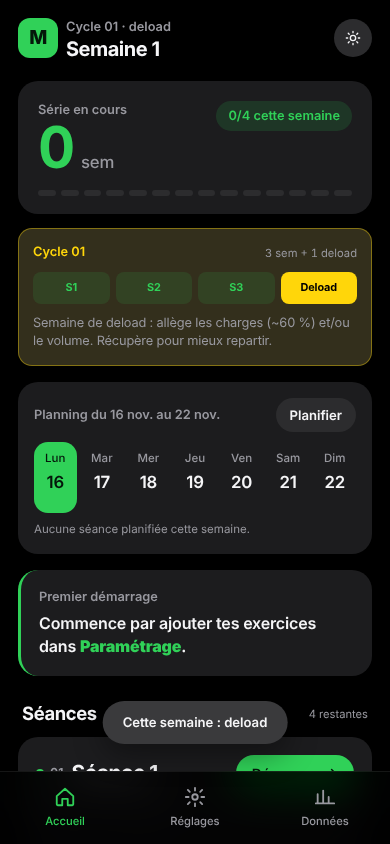 M
Cycle 01 · deload
Semaine 1
Série en cours
0/4 cette semaine
0 sem
Cycle 01
3 sem + 1 deload
S1 S2 S3 Deload
Semaine de deload : allège les charges (~60 %) et/ou
le volume. Récupère pour mieux repartir.
Planning du 16 nov. au 22 nov.
Planifier
Lun Mar Mer Jeu Ven Sam Dim
16 17 18 19 20 21 22
Aucune séance planifiée cette semaine.
Premier démarrage
Commence par ajouter tes exercices
dans Paramétrage.
Séances
Cette semaine : deload
4 restantes
01 Séance 1
Accueil Réglages Données